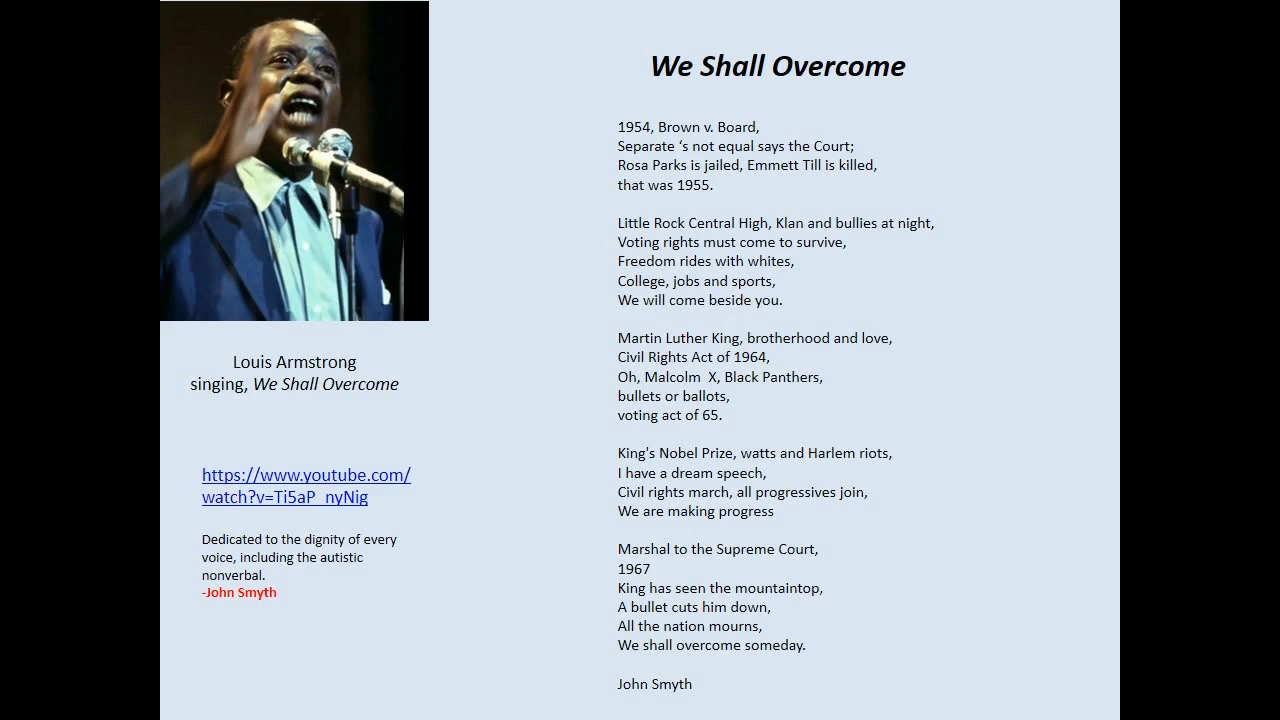 We Shall Overcome
1954, Brown v. Board,
Separate ‘s not equal says the Court;
Rosa Parks is jailed, Emmett Till is killed,
that was 1955.
Little Rock Central High, Klan and bullies at night,
Voting rights must come to survive,
Freedom rides with whites,
College, jobs and sports,
We will come beside you.
Martin Luther King, brotherhood and love,
Civil Rights Act of 1964,
Oh, Malcolm  X, Black Panthers,
bullets or ballots,
voting act of 65.
King's Nobel Prize, watts and Harlem riots,
I have a dream speech,
Civil rights march, all progressives join,
We are making progress
Marshal to the Supreme Court,
1967
King has seen the mountaintop,
A bullet cuts him down,
All the nation mourns,
We shall overcome someday.
John Smyth
Louis Armstrong
singing, We Shall Overcome
https://www.youtube.com/
watch?v=Ti5aP_nyNig
Dedicated to the dignity of every
voice, including the autistic
nonverbal.
-John Smyth